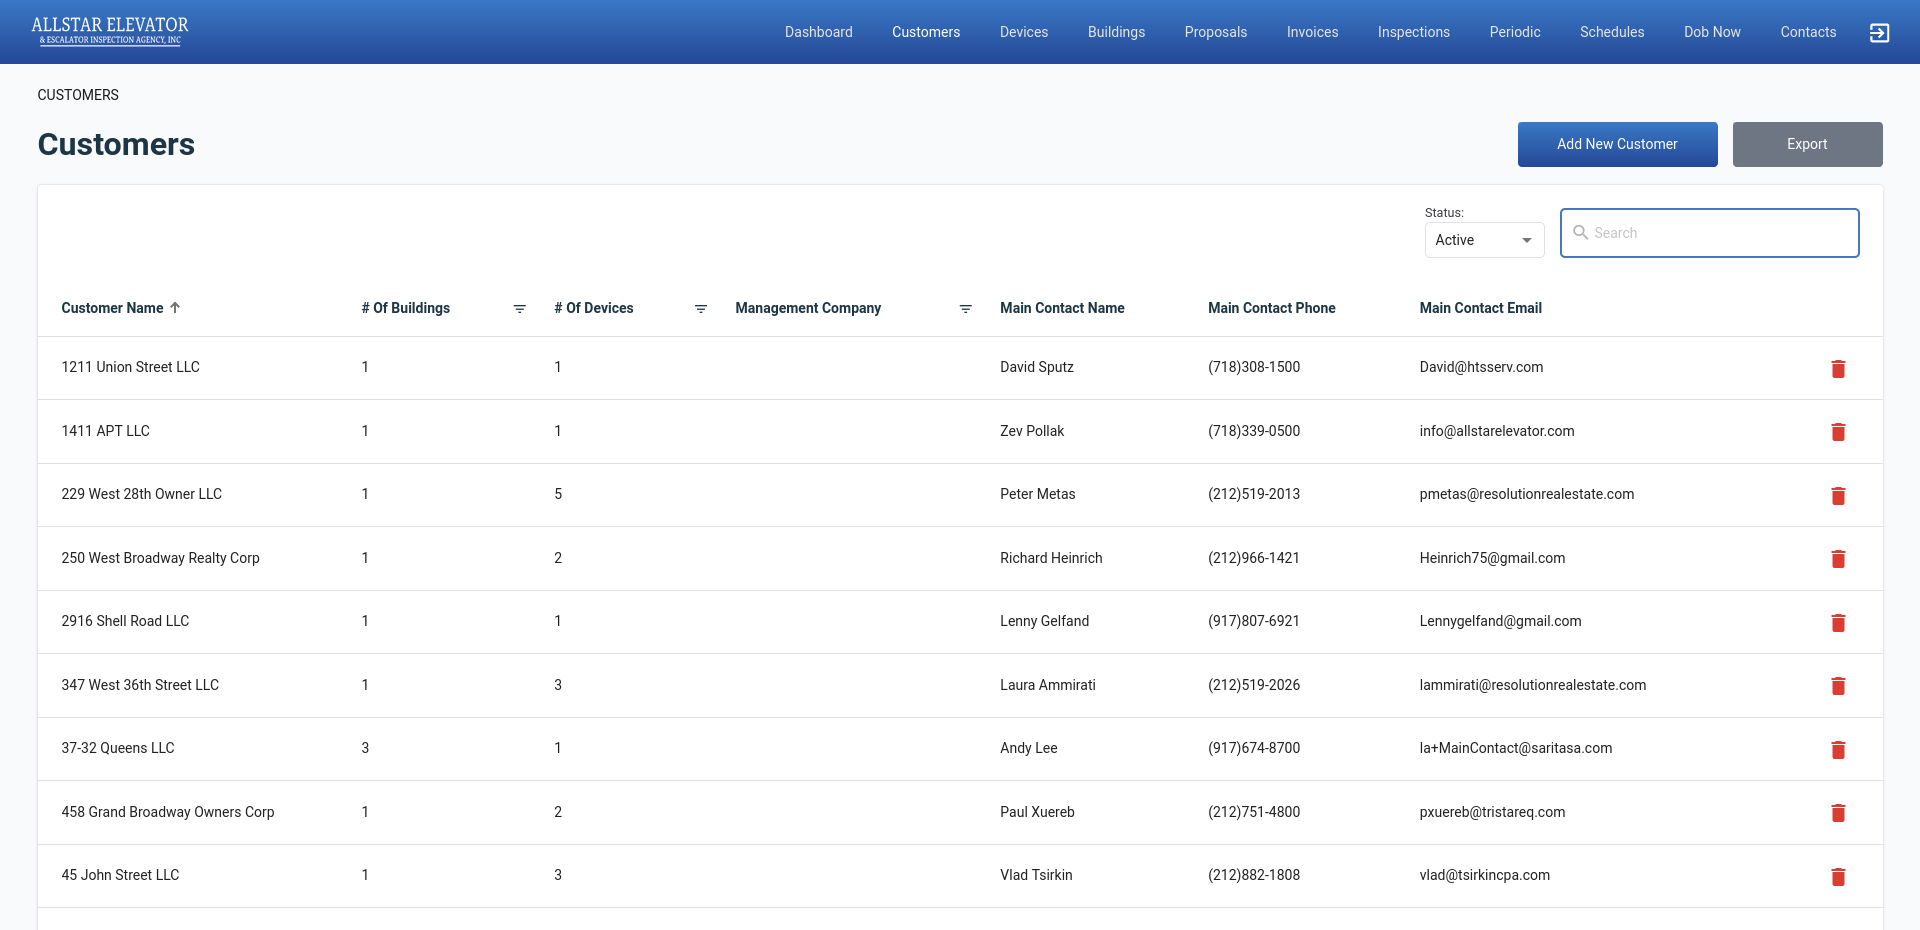 ALLSTAR ELEVATOR
& ESCALATOR INSPECTION AGENCY, INC
Dashboard Customers Devices Buildings Proposals Invoices Inspections Periodic Schedules Dob Now Contacts
CUSTOMERS
Customers
Add New Customer
Export
Status:
Active
Search
Customer Name # Of Buildings # Of Devices Management Company Main Contact Name Main Contact Phone Main Contact Email
1211 Union Street LLC 1 1 David Sputz (718)308-1500 David@htsserv.com
1411 APT LLC 1 1 Zev Pollak (718)339-0500 info@allstarelevator.com
229 West 28th Owner LLC 1 5 Peter Metas (212)519-2013 pmetas@resolutionrealestate.com
250 West Broadway Realty Corp 1 2 Richard Heinrich (212)966-1421 Heinrich75@gmail.com
2916 Shell Road LLC 1 1 Lenny Gelfand (917)807-6921 Lennygelfand@gmail.com
347 West 36th Street LLC 1 3 Laura Ammirati (212)519-2026 lammirati@resolutionrealestate.com
37-32 Queens LLC 3 1 Andy Lee (917)674-8700 la+MainContact@saritasa.com
458 Grand Broadway Owners Corp 1 2 Paul Xuereb (212)751-4800 pxuereb@tristareq.com
45 John Street LLC 1 3 Vlad Tsirkin (212)882-1808 vlad@tsirkincpa.com